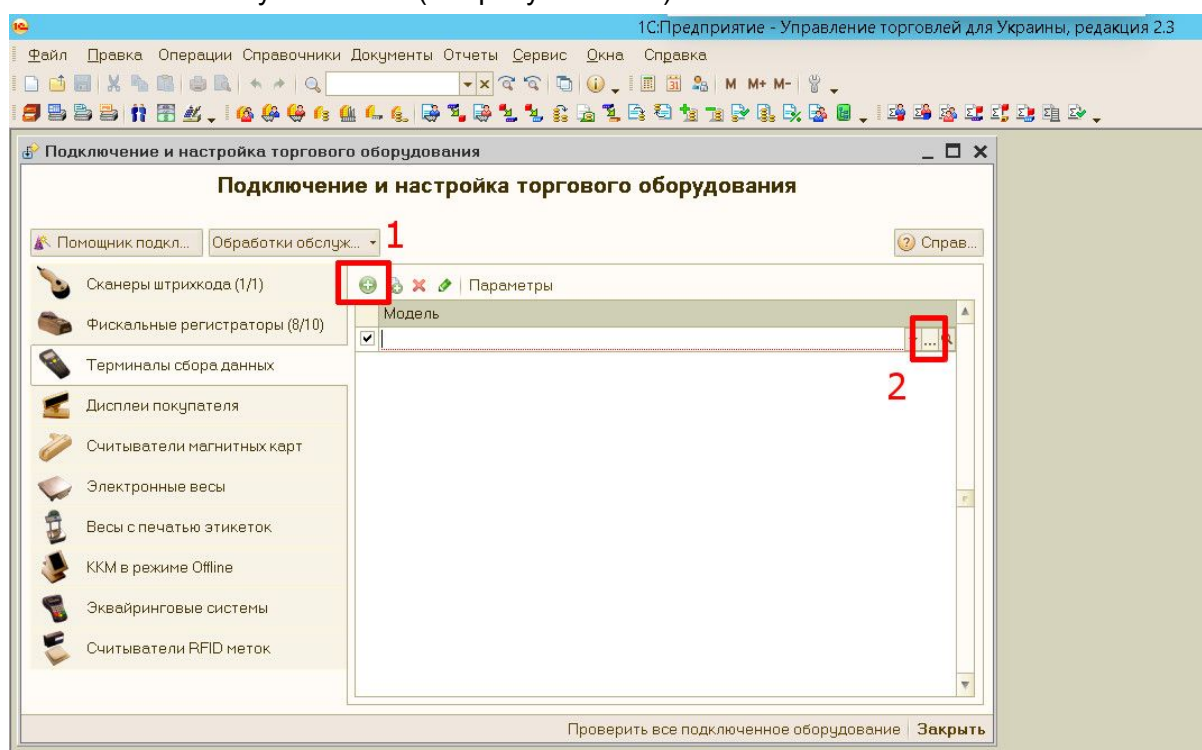 1С:Предприятие - Управление торговлей для Украины, редакция 2.3
Файл Правка Операции Справочники Документы Отчеты Сервис Окна Справка
M M+ M-
Подключение и настройка торгового оборудования
Подключение и настройка торгового оборудования
Помощник подкл... Обработки обслуж... 1 Справ...
Сканеры штрихкода (1/1) Параметры
Фискальные регистраторы (8/10) Модель
...
Терминалы сбора данных
2
Дисплеи покупателя
Считыватели магнитных карт
Электронные весы
Весы с печатью этикеток
ККМ в режиме Offline
Эквайринговые системы
Считыватели RFID меток
Проверить все подключенное оборудование Закрыть